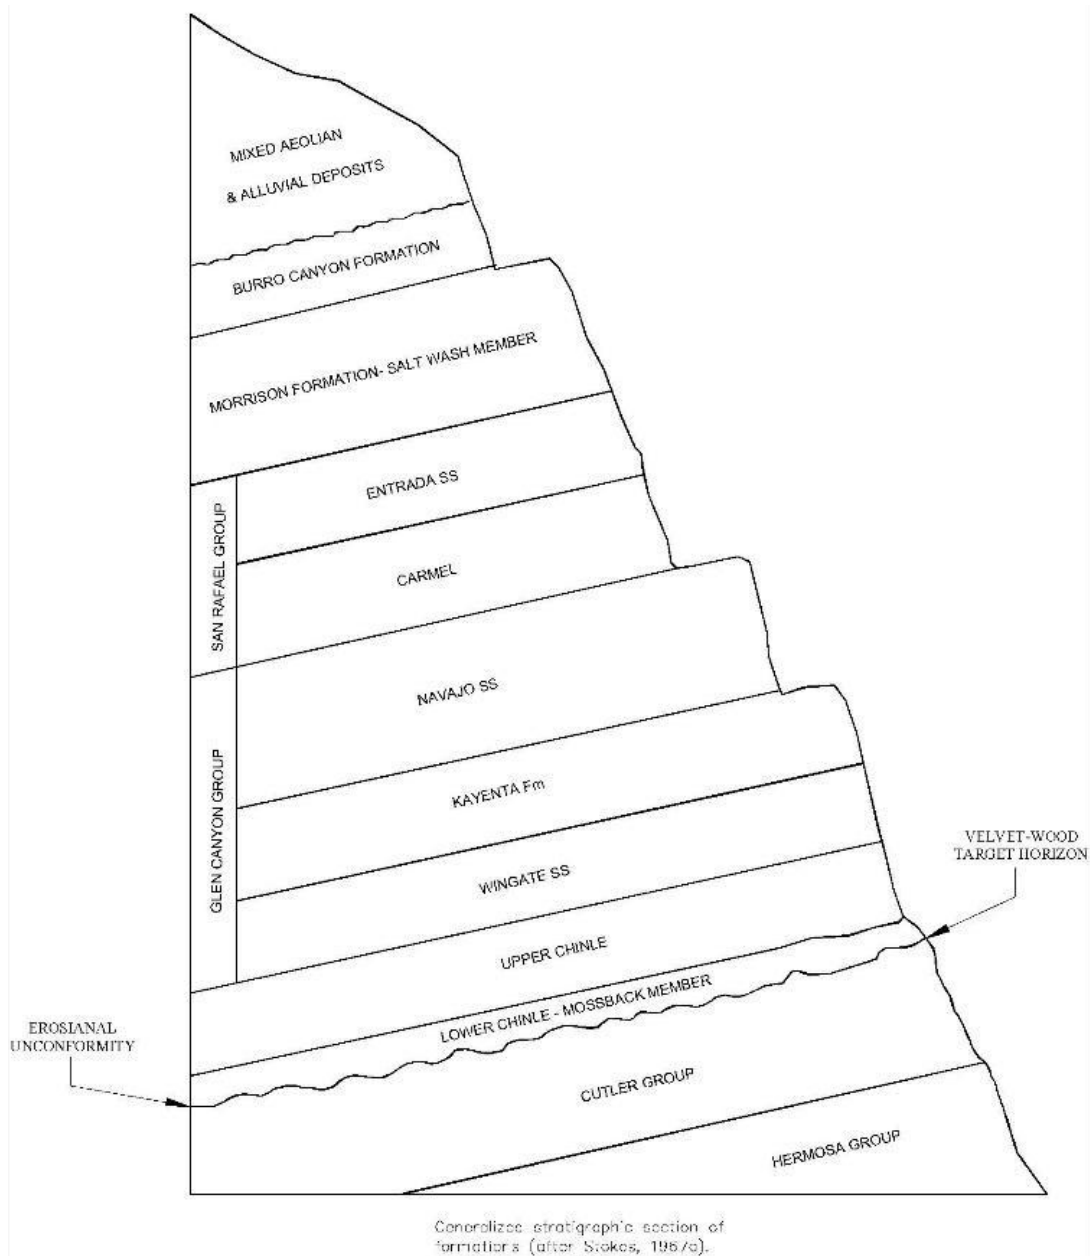 MIXED AEOLIAN
& ALLUVIAL DEPOSITS
BURRO CANYON FORMATION
MORRISON FORMATION- SALT WASH MEMBER
ENTRADA SS
SAN RAFAEL GROUP
CARMEL
NAVAJO SS
GLEN CANYON GROUP
KAYENTA Fm
VELVET-WOOD
TARGET HORIZON
WINGATE SS
UPPER CHINLE
LOWER CHINLE - MOSSBACK MEMBER
EROSIANAL
UNCONFORMITY
CUTLER GROUP
HERMOSA GROUP
Generalized stratigraphic section of
formations (after Stokes, 1967a).